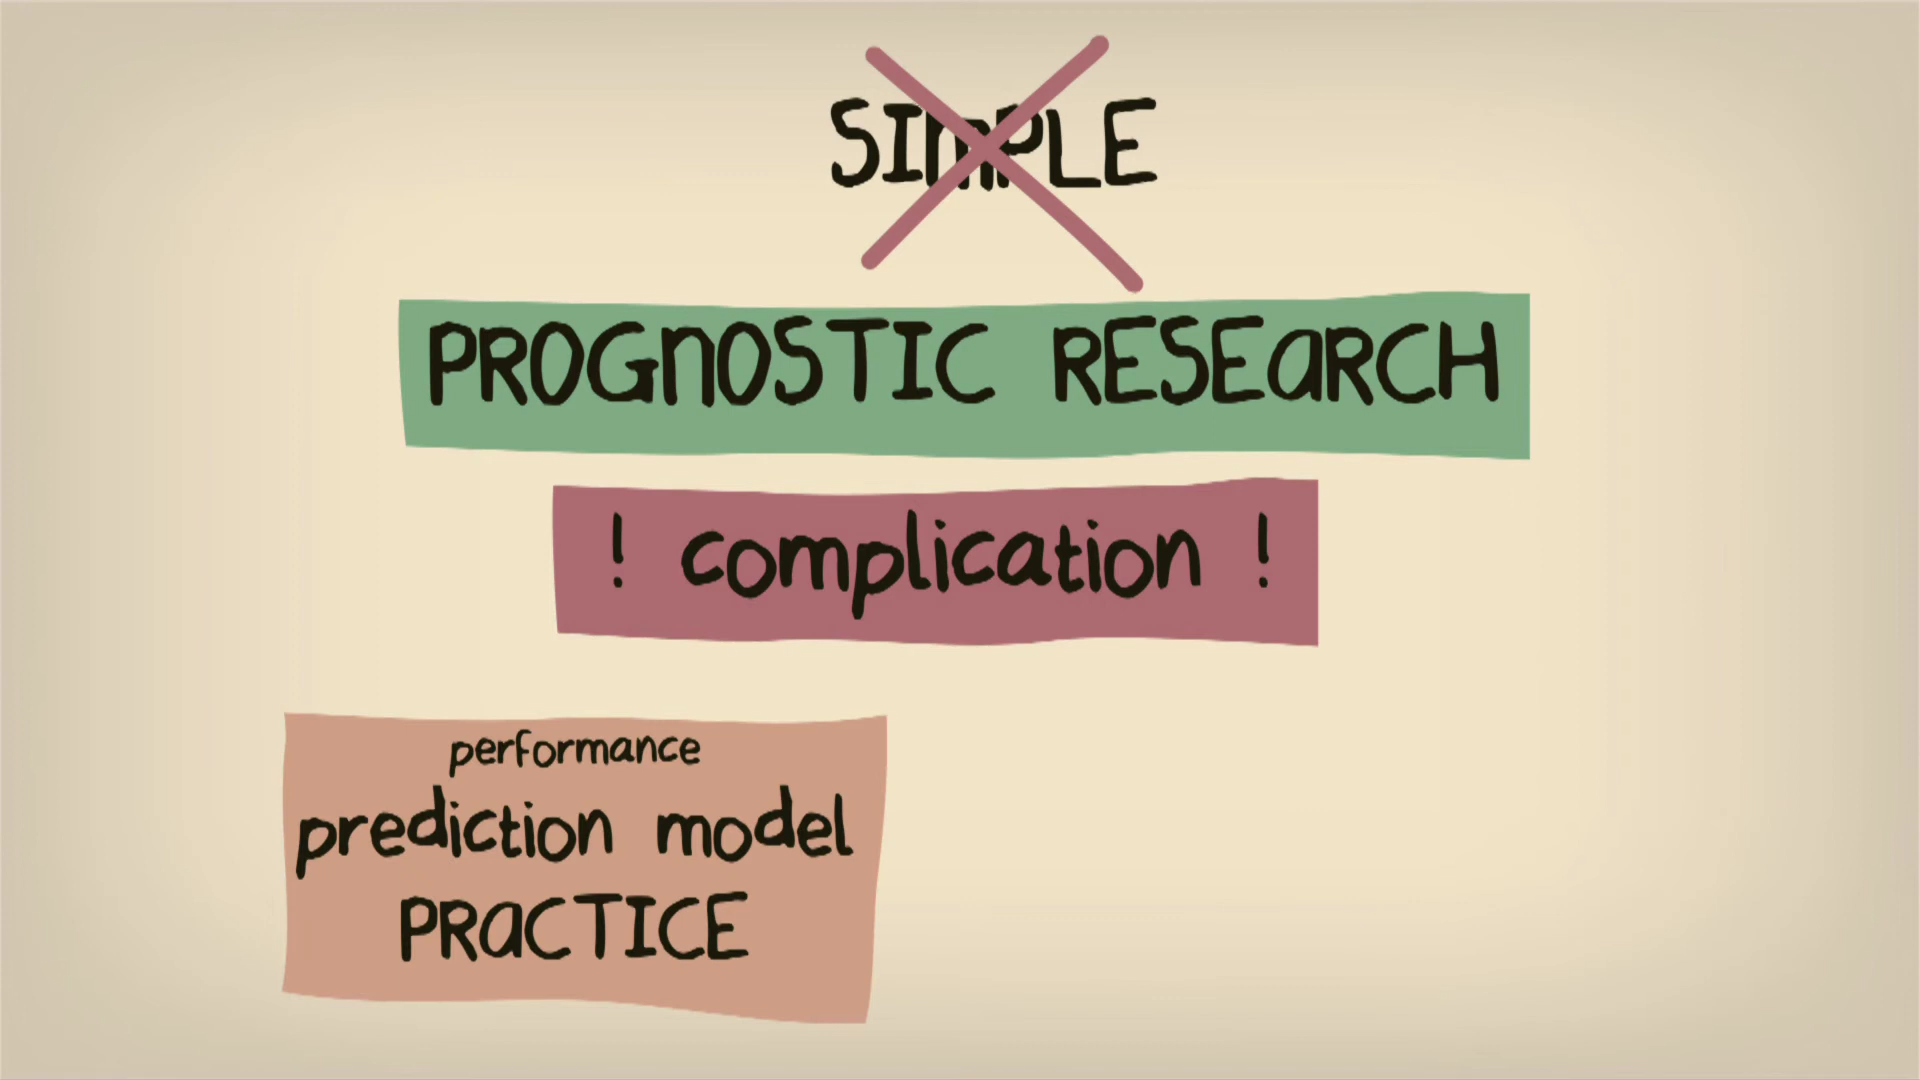 SIMPLE
PROGNOSTIC RESEARCH
! complication !
performance
prediction model
PRACTICE